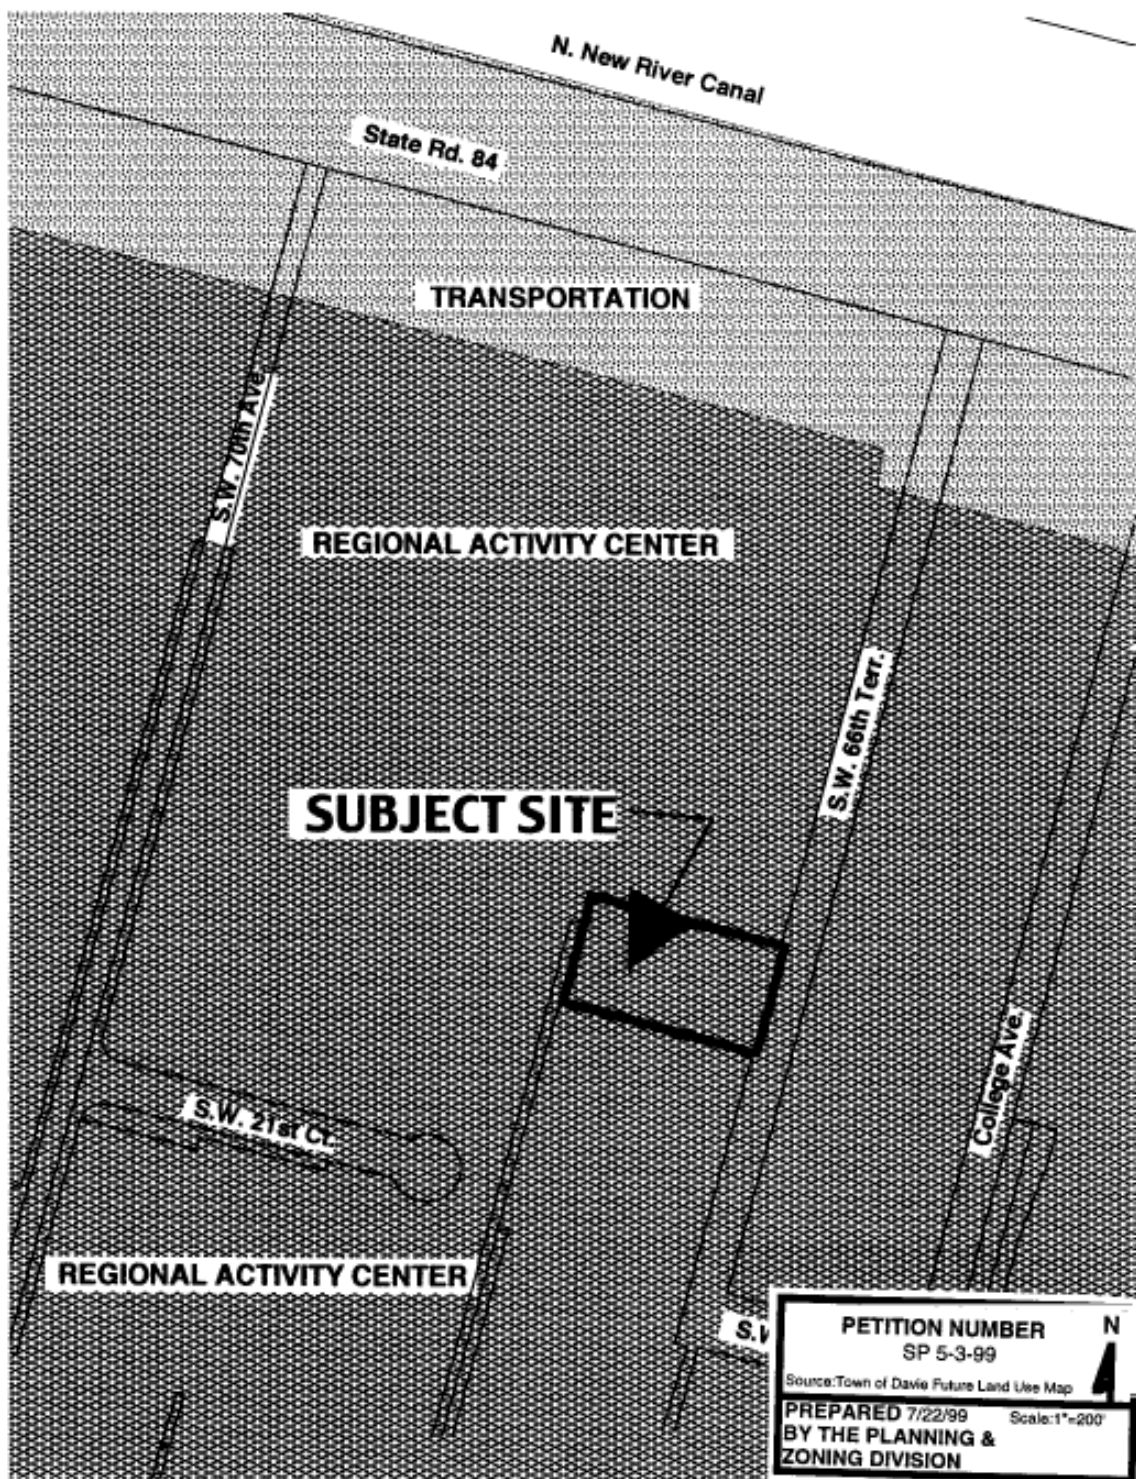 N. New River Canal
State Rd. 84
TRANSPORTATION
S.W. 70th Ave.
REGIONAL ACTIVITY CENTER
S.W. 66th Terr.
SUBJECT SITE
College Ave.
S.W. 21st Ct.
REGIONAL ACTIVITY CENTER
PETITION NUMBER
N
SP 5-3-99
Source:Town of Davie Future Land Use Map
PREPARED 7/22/99 Scale:1"=200'
BY THE PLANNING &
ZONING DIVISION